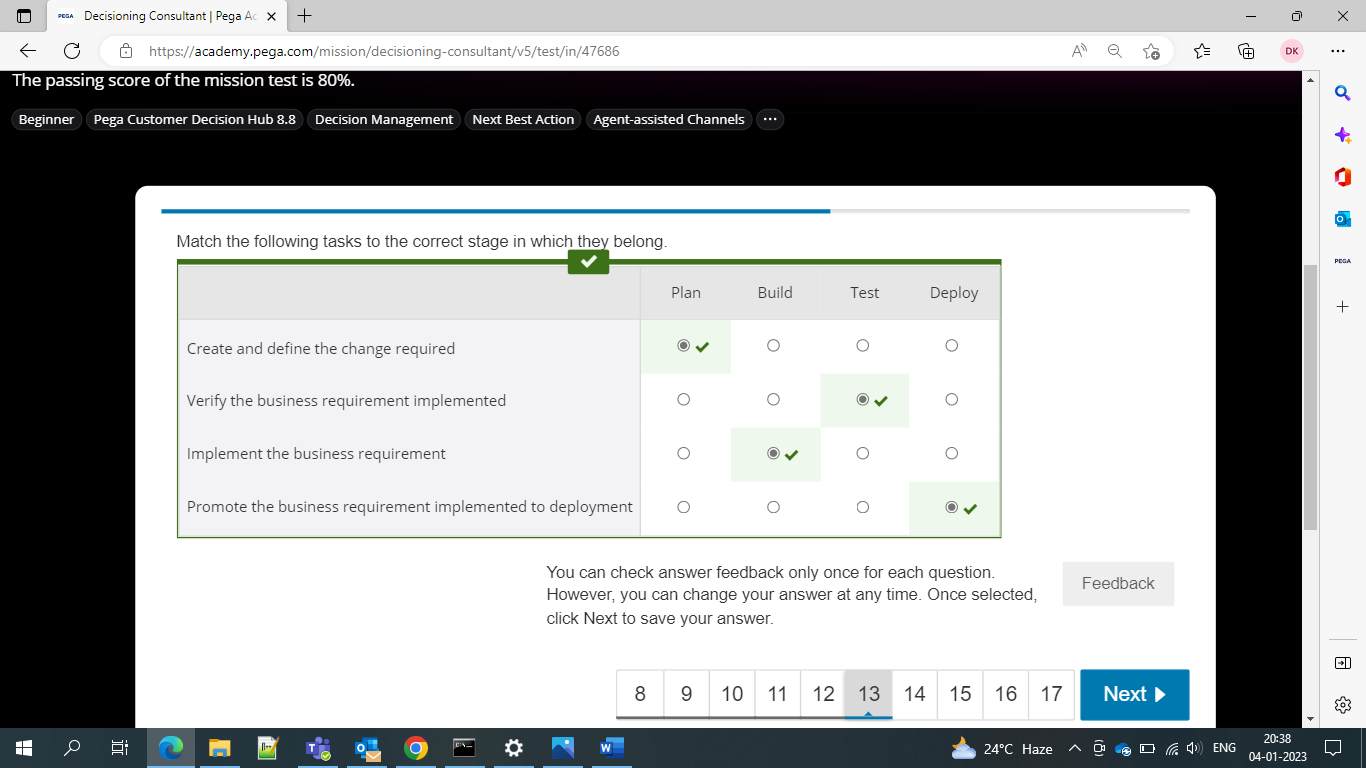 PEGA Decisioning Consultant | Pega Ac
https://academy.pega.com/mission/decisioning-consultant/v5/test/in/47686
DK
The passing score of the mission test is 80%.
Beginner Pega Customer Decision Hub 8.8 Decision Management Next Best Action Agent-assisted Channels ...
PEGA
Match the following tasks to the correct stage in which they belong.
Plan Build Test Deploy
Create and define the change required
Verify the business requirement implemented
Implement the business requirement
Promote the business requirement implemented to deployment
You can check answer feedback only once for each question.
However, you can change your answer at any time. Once selected,
click Next to save your answer.
Feedback
8 9 10 11 12 13 14 15 16 17 Next
24°C Haze ENG 20:38
04-01-2023